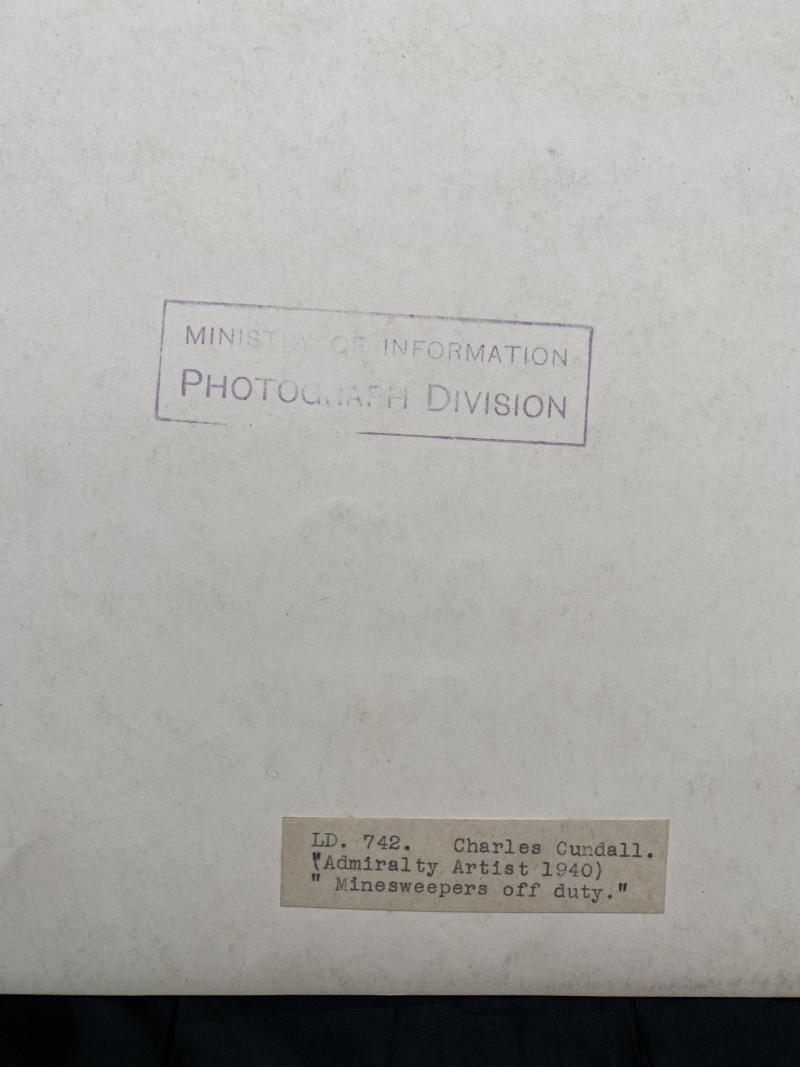 MINISTRY OF INFORMATION
PHOTOGRAPH DIVISION
LD. 742. Charles Cundall.
"(Admiralty Artist 1940)
" Minesweepers off duty."